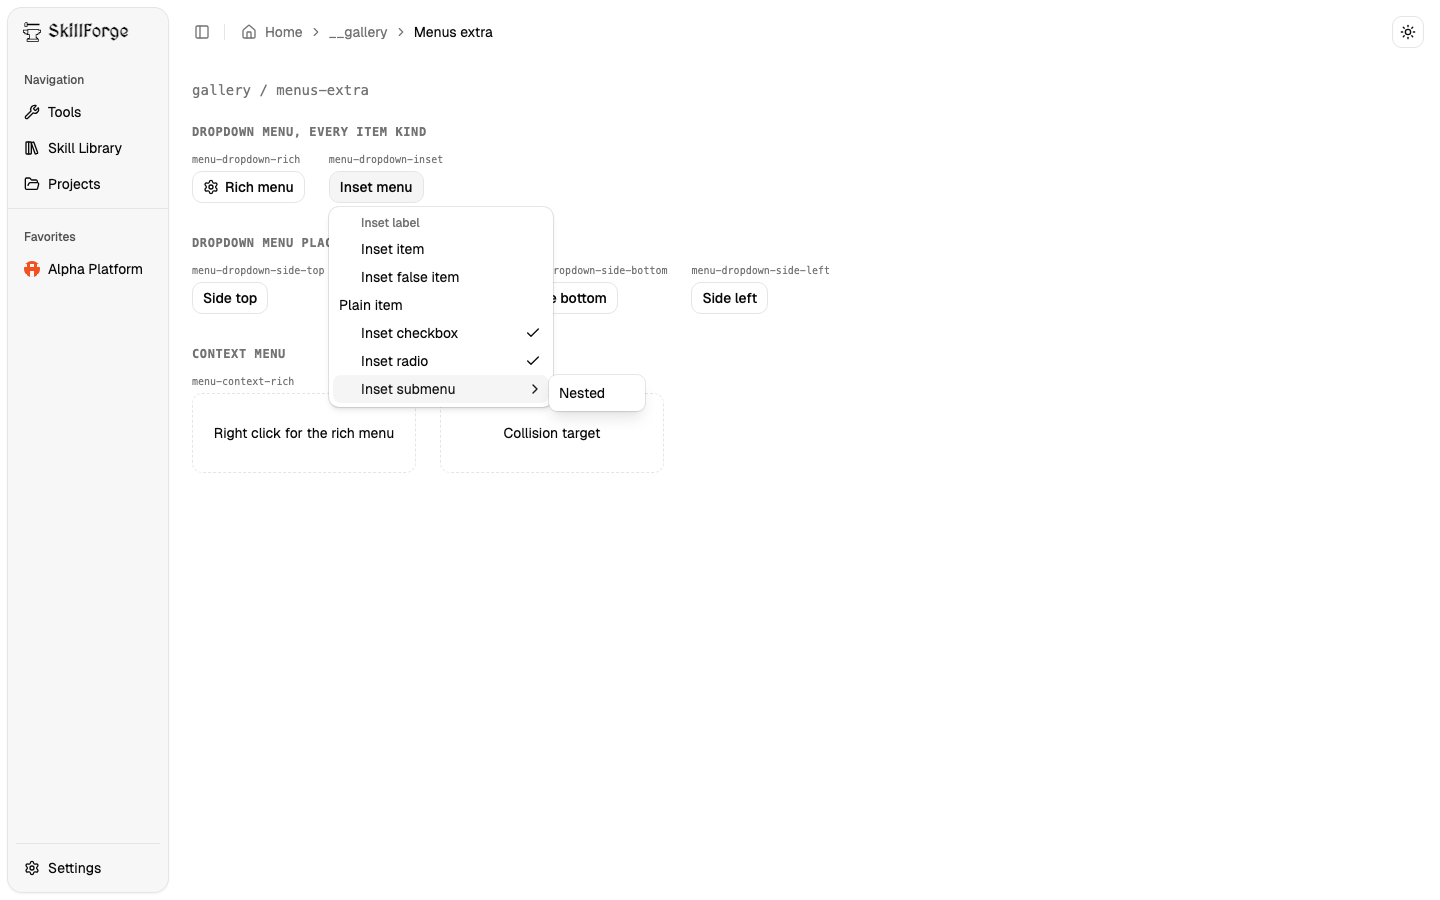 SkillForge
Navigation
Tools
Skill Library
Projects
Favorites
Alpha Platform
Settings
Home
__gallery
Menus extra
gallery / menus-extra
DROPDOWN MENU, EVERY ITEM KIND
menu-dropdown-rich
menu-dropdown-inset
Rich menu
Inset menu
Inset label
Inset item
Inset false item
Plain item
Inset checkbox
Inset radio
Inset submenu
Nested
DROPDOWN MENU
menu-dropdown-side-top
ropdown-side-bottom
menu-dropdown-side-left
Side top
bottom
Side left
CONTEXT MENU
menu-context-rich
Right click for the rich menu
Collision target